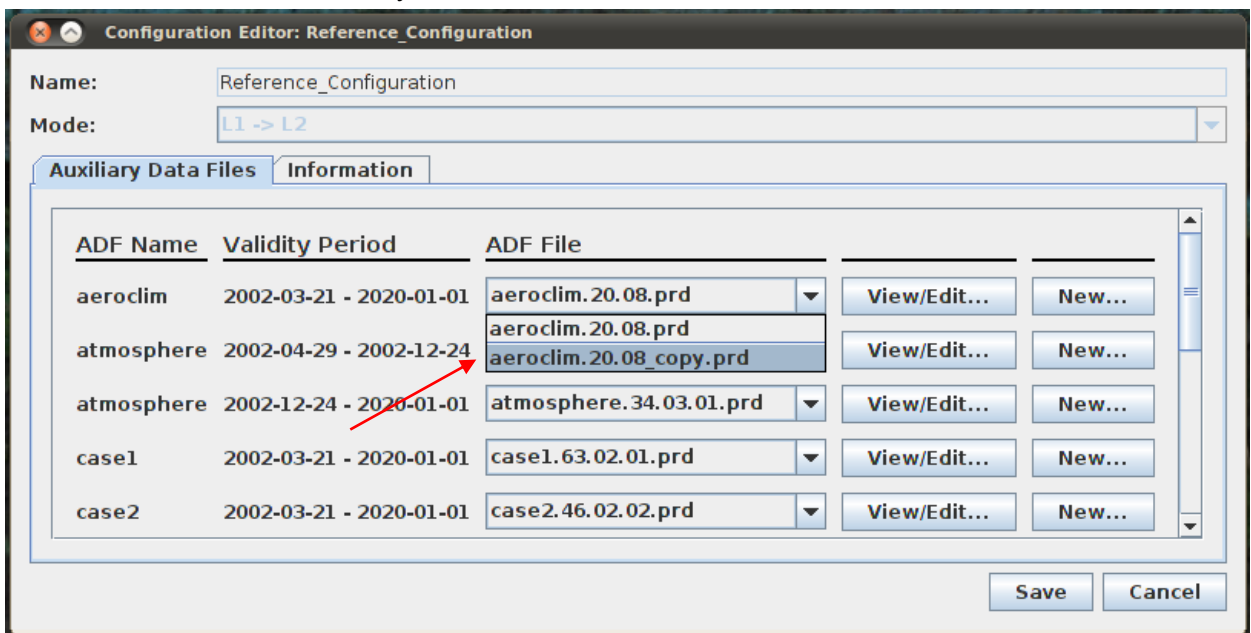 Configuration Editor: Reference_Configuration
Name: Reference_Configuration
Mode: L1 -> L2
Auxiliary Data Files Information
ADF Name Validity Period ADF File
aeroclim 2002-03-21 - 2020-01-01 aeroclim.20.08.prd View/Edit... New...
aeroclim.20.08.prd
atmosphere 2002-04-29 - 2002-12-24 aeroclim.20.08_copy.prd View/Edit... New...
atmosphere 2002-12-24 - 2020-01-01 atmosphere.34.03.01.prd View/Edit... New...
case1 2002-03-21 - 2020-01-01 case1.63.02.01.prd View/Edit... New...
case2 2002-03-21 - 2020-01-01 case2.46.02.02.prd View/Edit... New...
Save Cancel